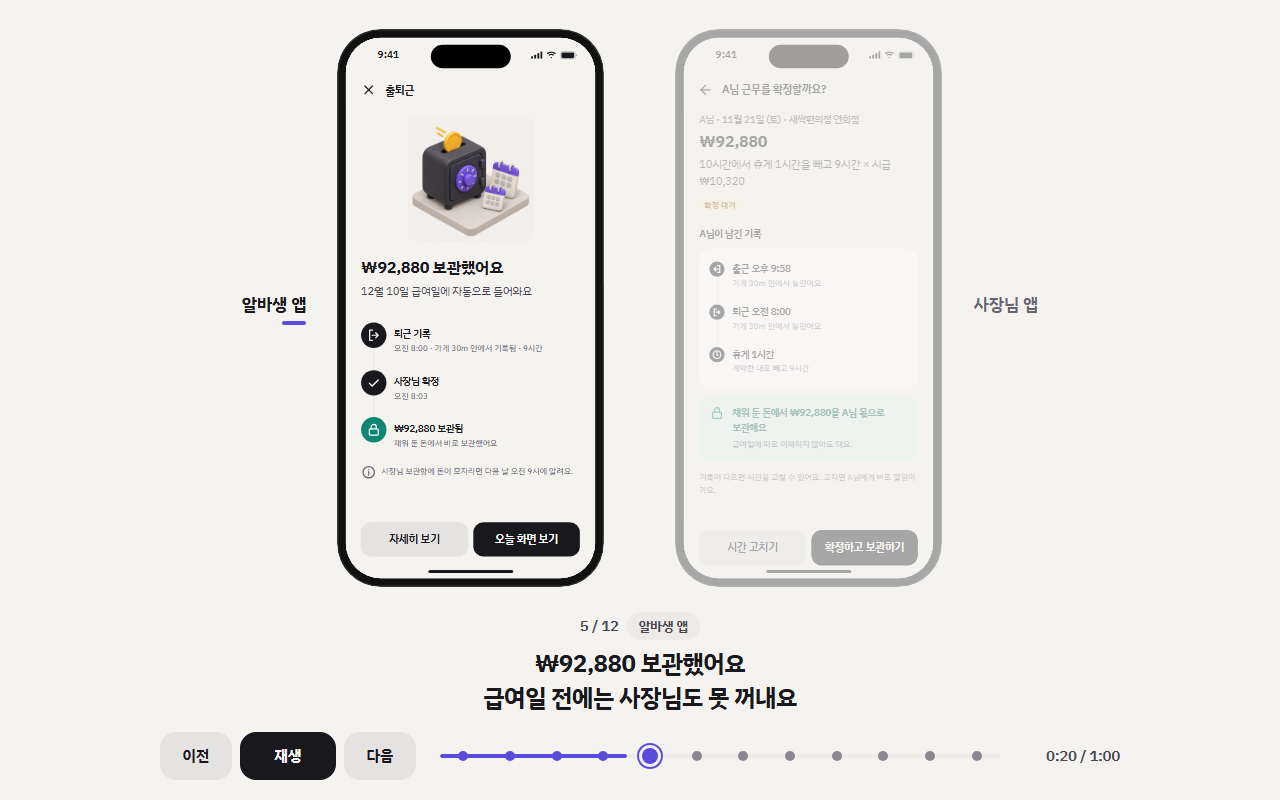 9:41
출퇴근
₩92,880 보관했어요
12월 10일 급여일에 자동으로 들어와요
퇴근 기록
오전 8:00 · 가게 30m 안에서 기록됨 · 9시간
사장님 확정
오전 8:03
₩92,880 보관됨
채워 둔 돈에서 바로 보관했어요
사장님 보관함에 돈이 모자라면 다음 날 오전 9시에 알려요.
자세히 보기
오늘 화면 보기
알바생 앱
9:41
A님 근무를 확정할까요?
A님 · 11월 21일 (토) · 새싹편의점 연희점
₩92,880
10시간에서 휴게 1시간을 빼고 9시간 × 시급
₩10,320
확정 대기
A님이 남긴 기록
출근 오후 9:58
가게 30m 안에서 눌렀어요
퇴근 오전 8:00
가게 30m 안에서 눌렀어요
휴게 1시간
계약한 대로 빼고 9시간
채워 둔 돈에서 ₩92,880을 A님 몫으로
보관해요
급여일에 따로 이체하지 않아도 돼요.
기록이 다르면 시간을 고칠 수 있어요. 고치면 A님에게 바로 알림이
가요.
시간 고치기
확정하고 보관하기
사장님 앱
5 / 12
알바생 앱
₩92,880 보관했어요
급여일 전에는 사장님도 못 꺼내요
이전
재생
다음
0:20 / 1:00